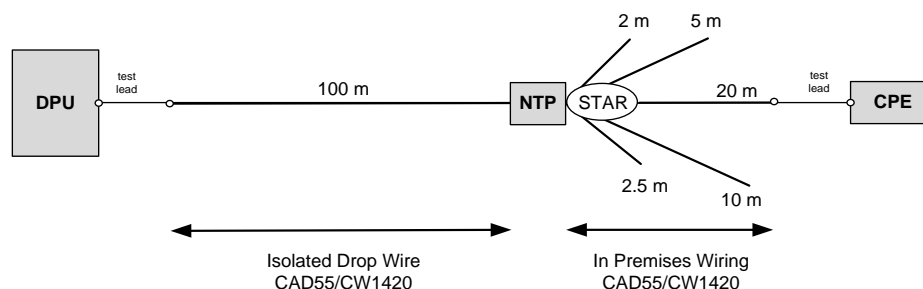 2 m
5 m
DPU
test
lead
100 m
NTP
STAR
20 m
test
lead
CPE
2.5 m
10 m
Isolated Drop Wire
CAD55/CW1420
In Premises Wiring
CAD55/CW1420